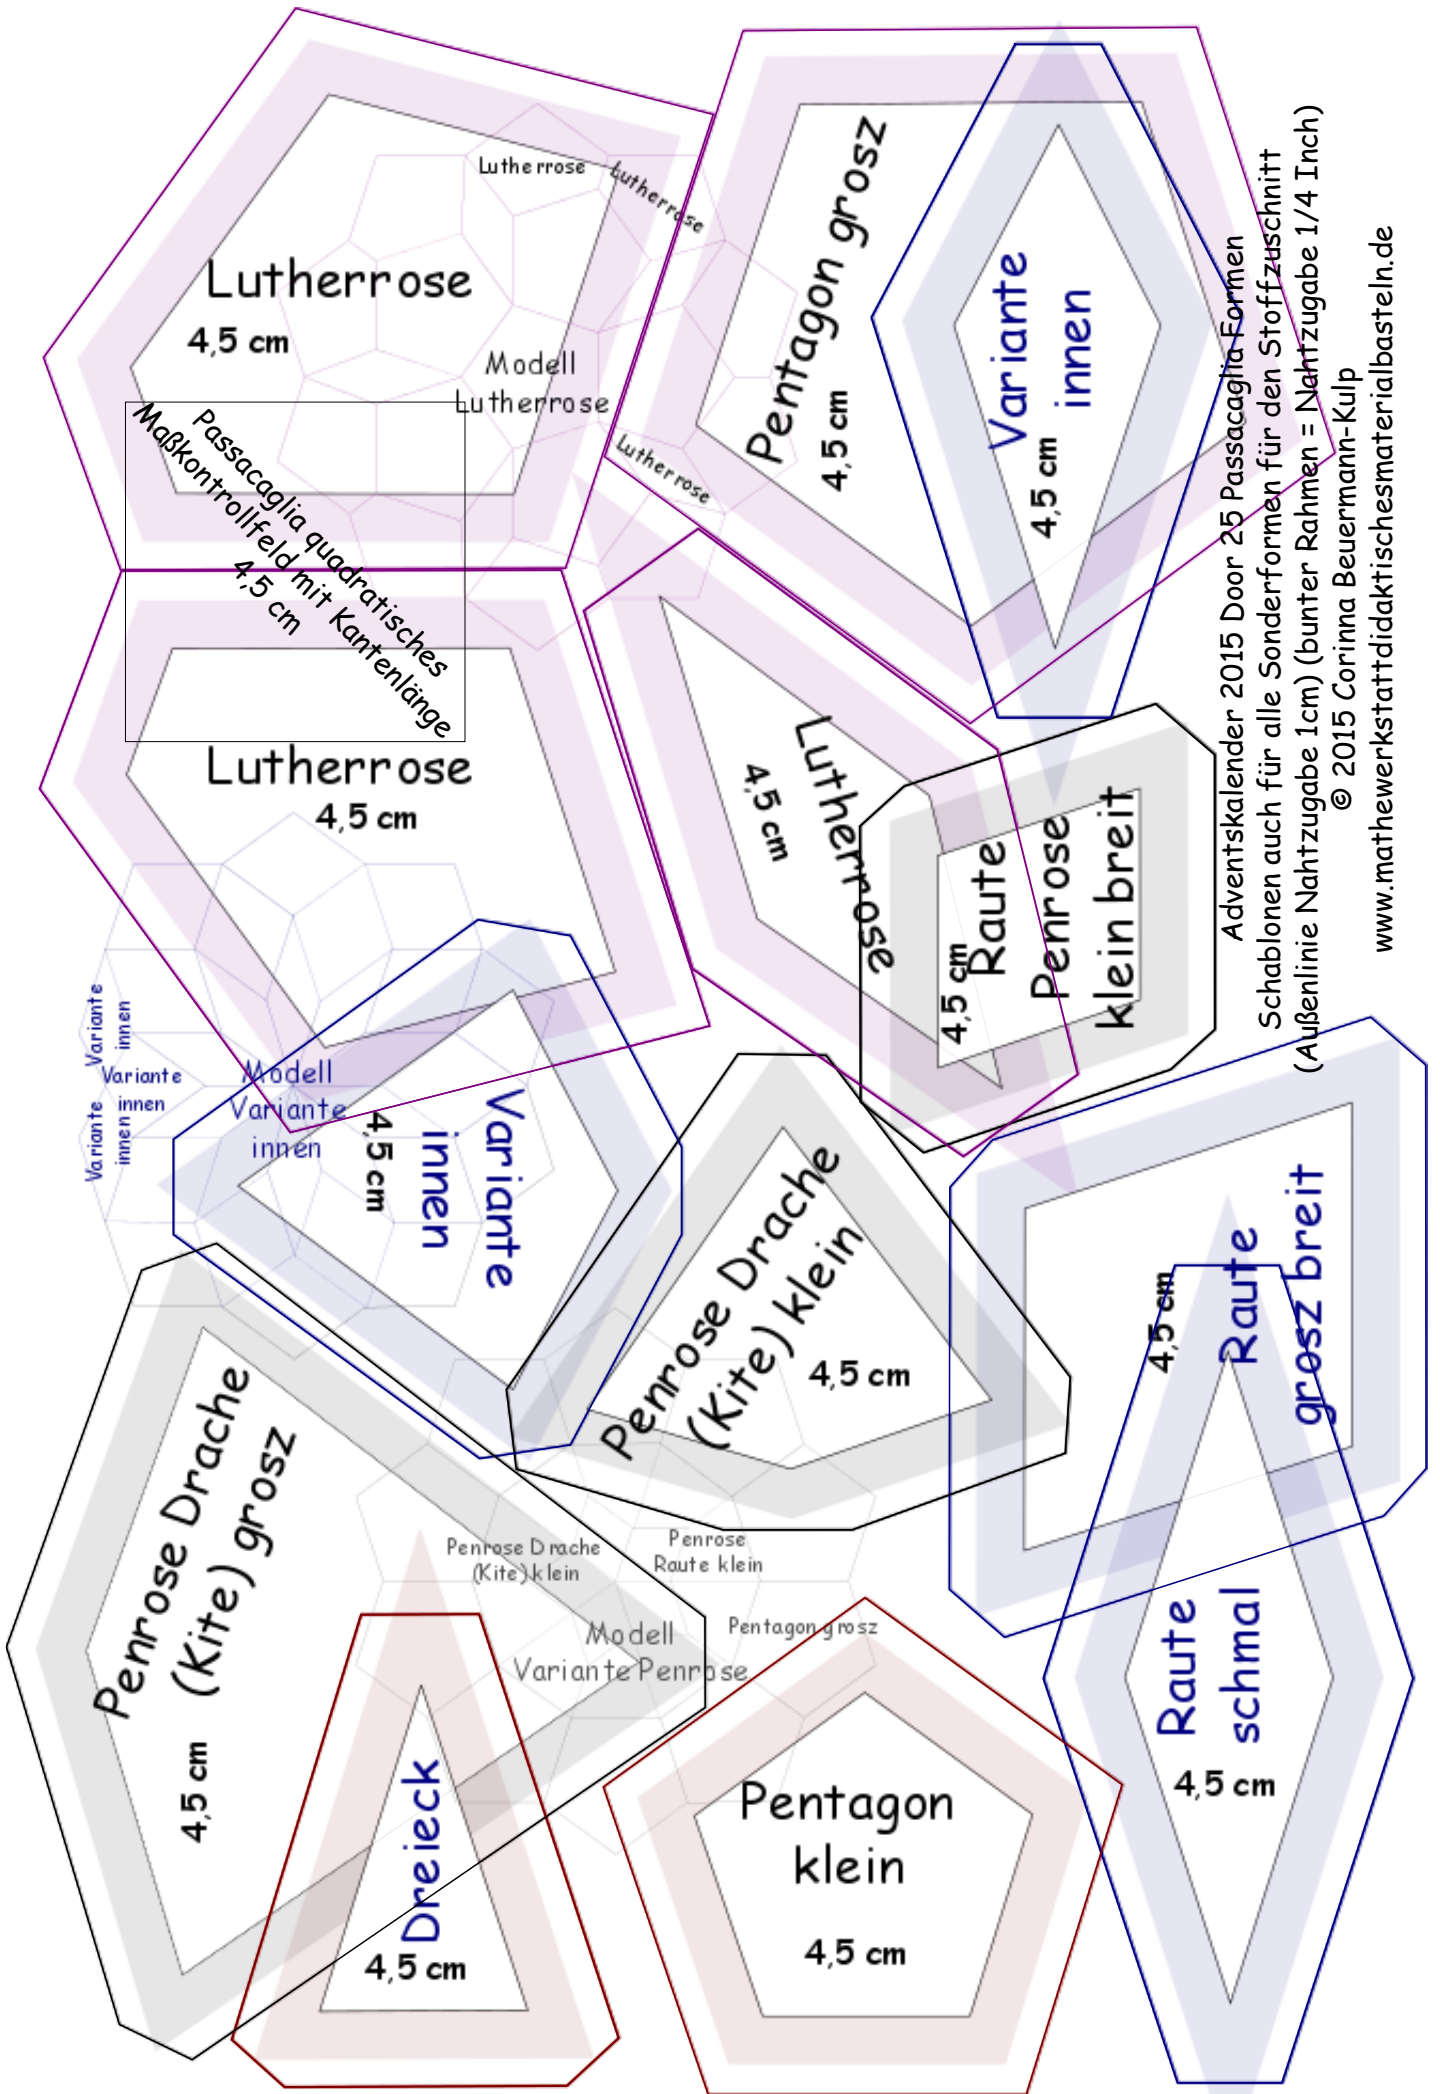 Lutherrose
4,5 cm
Lutherrose
Lutherrose
Modell
Lutherrose
Lutherrose
Passacaglia quadratisches
Maßkontrollfeld mit Kantenlänge
4,5 cm
Pentagon grosz
4,5 cm
Variante
innen
4,5 cm
Adventskalender 2015 Door 25 Passacaglia Formen
Schablonen auch für alle Sonderformen für den Stoffzuschnitt
(Außenlinie Nahtzugabe 1cm) (bunter Rahmen = Nahtzugabe 1/4 Inch)
© 2015 Corinna Beuermann-Kulp
www.mathewerkstattdidaktischesmaterialbasteln.de
Lutherrose
4,5 cm
Lutherrose
4,5 cm
Raute
Penrose
klein breit
4,5 cm
Variante
innen
Variante
innen
Variante
innen
Modell
Variante
innen
Variante
innen
4,5 cm
Penrose Drache
(Kite) klein
4,5 cm
Raute
grosz breit
4,5 cm
Penrose Drache
(Kite) grosz
4,5 cm
Penrose Drache
(Kite) klein
Penrose
Raute klein
Pentagon grosz
Modell
Variante Penrose
Dreieck
4,5 cm
Pentagon
klein
4,5 cm
Raute
schmal
4,5 cm